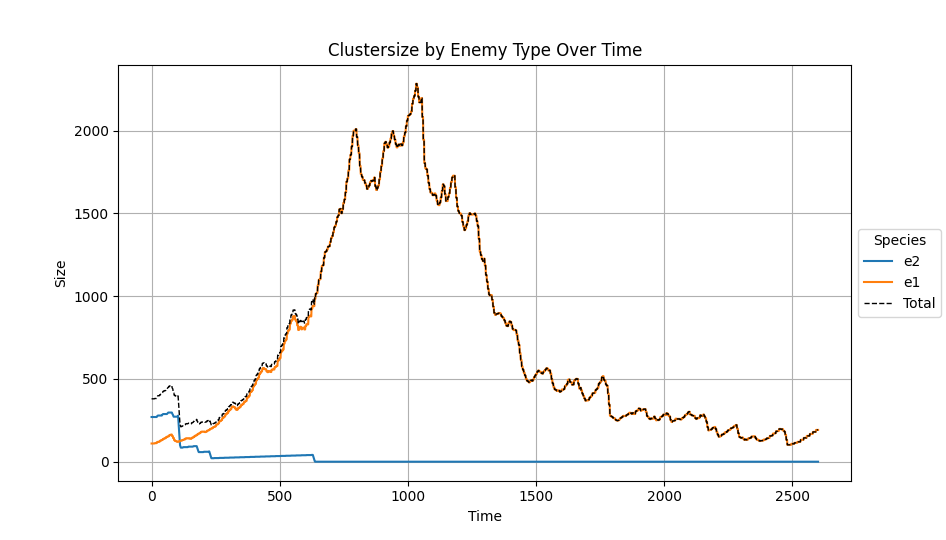 Clustersize by Enemy Type Over Time
2000
1500
1000
500
0
Size
0 500 1000 1500 2000 2500
Time
Species
e2
e1
Total